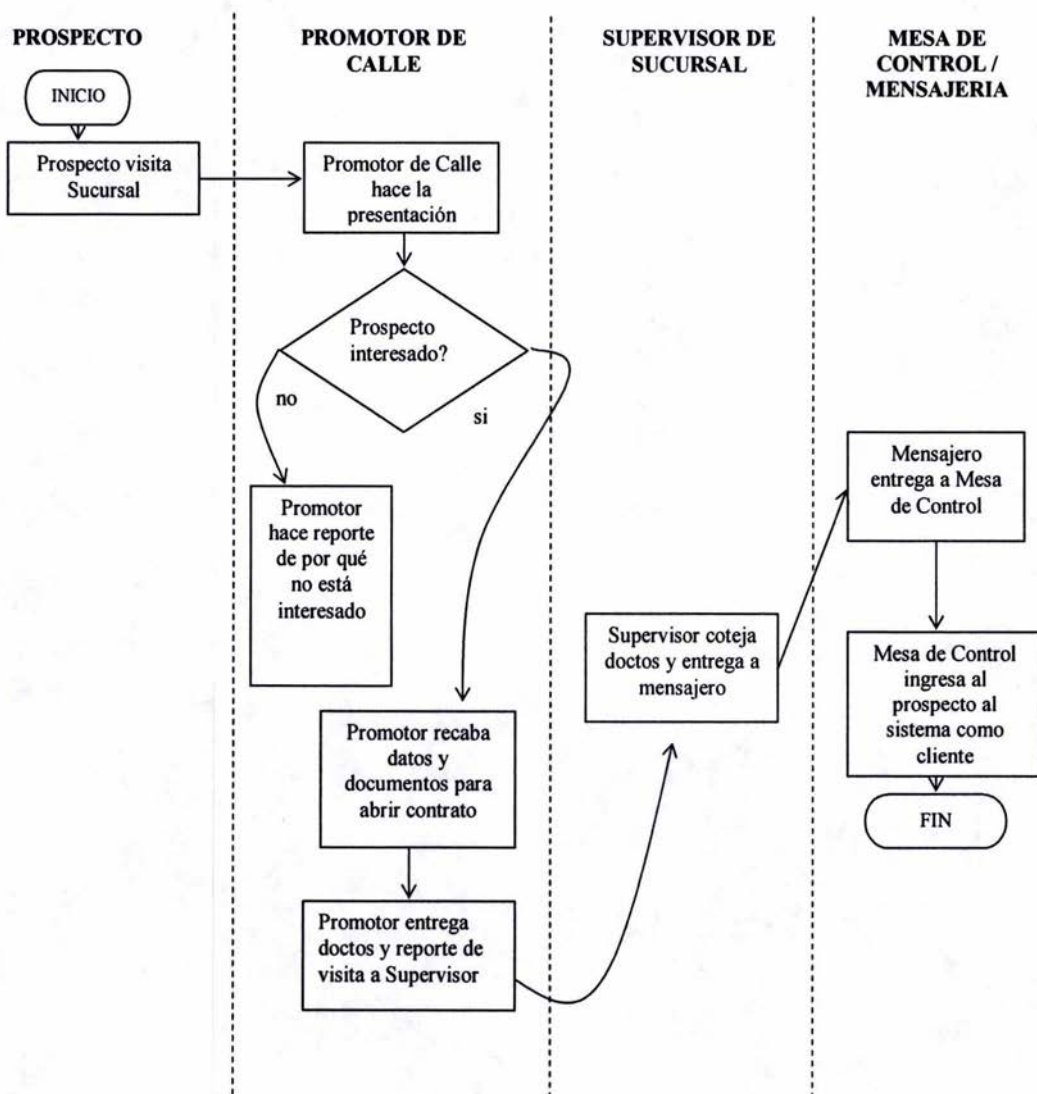 PROSPECTO
PROMOTOR DE
CALLE
SUPERVISOR DE
SUCURSAL
MESA DE
CONTROL /
MENSAJERIA
INICIO
Prospecto visita
Sucursal
Promotor de Calle
hace la
presentación
Prospecto
interesado?
no
si
Promotor
hace reporte
de por qué
no está
interesado
Promotor recaba
datos y
documentos para
abrir contrato
Promotor entrega
doctos y reporte de
visita a Supervisor
Supervisor coteja
doctos y entrega a
mensajero
Mensajero
entrega a Mesa
de Control
Mesa de Control
ingresa al
prospecto al
sistema como
cliente
FIN